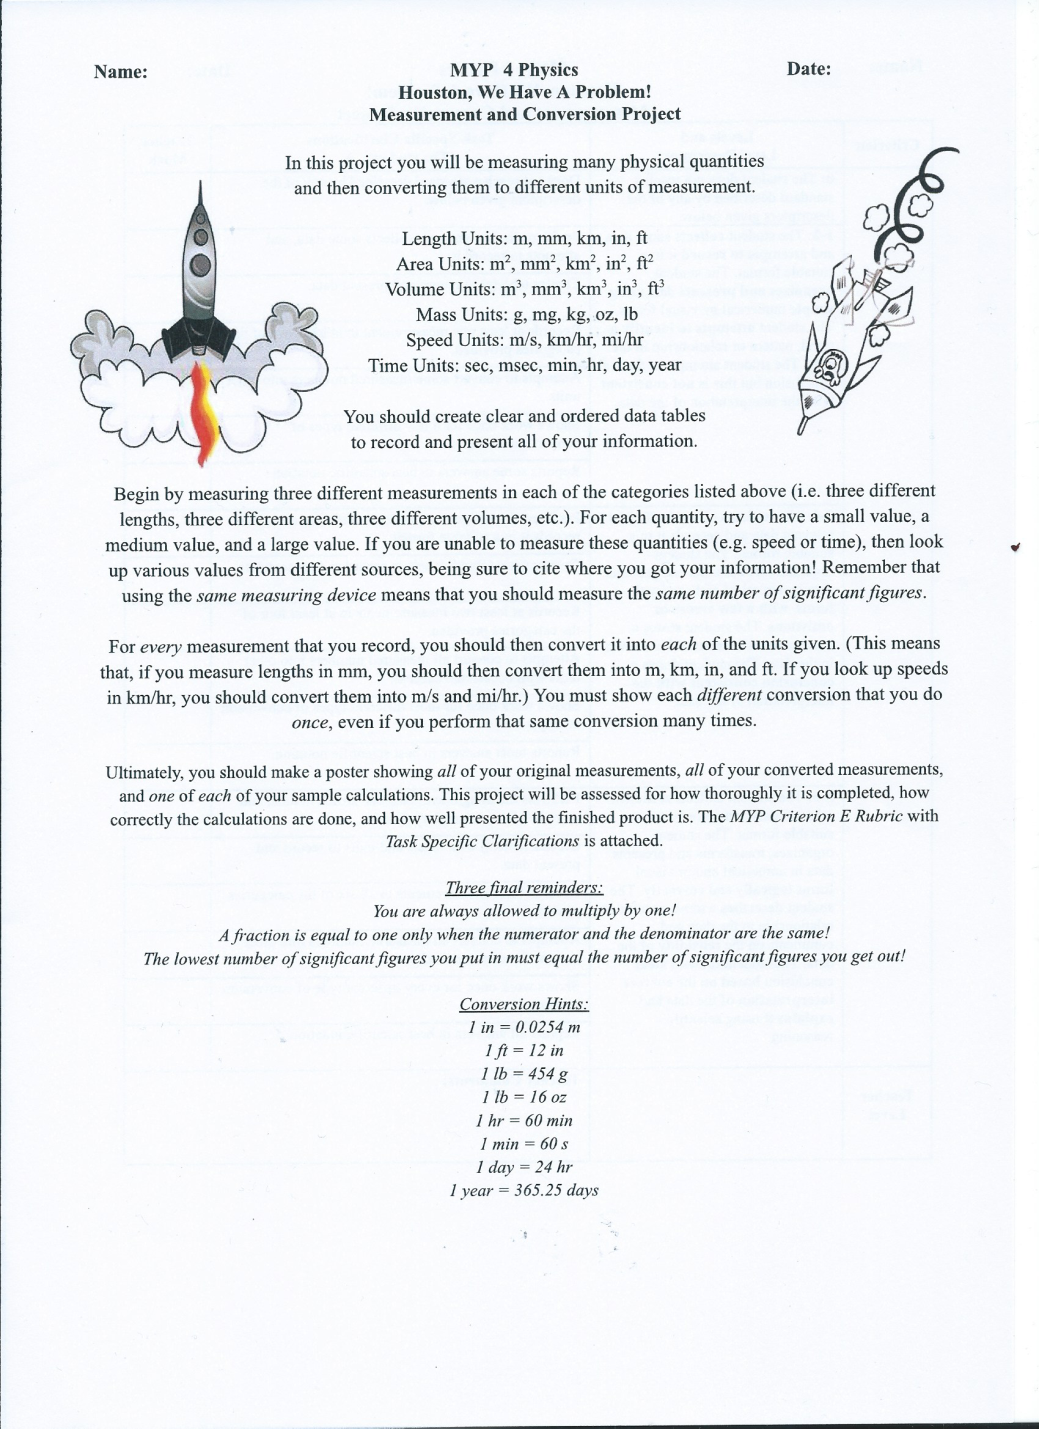 Name:
MYP 4 Physics
Date:
Houston, We Have A Problem!
Measurement and Conversion Project
In this project you will be measuring many physical quantities
and then converting them to different units of measurement.
Length Units: m, mm, km, in, ft
Area Units: m², mm², km², in², ft²
Volume Units: m³, mm³, km³, in³, ft³
Mass Units: g, mg, kg, oz, lb
Speed Units: m/s, km/hr, mi/hr
Time Units: sec, msec, min, hr, day, year
You should create clear and ordered data tables
to record and present all of your information.
Begin by measuring three different measurements in each of the categories listed above (i.e. three different
lengths, three different areas, three different volumes, etc.). For each quantity, try to have a small value, a
medium value, and a large value. If you are unable to measure these quantities (e.g. speed or time), then look
up various values from different sources, being sure to cite where you got your information! Remember that
using the same measuring device means that you should measure the same number of significant figures.
For every measurement that you record, you should then convert it into each of the units given. (This means
that, if you measure lengths in mm, you should then convert them into m, km, in, and ft. If you look up speeds
in km/hr, you should convert them into m/s and mi/hr.) You must show each different conversion that you do
once, even if you perform that same conversion many times.
Ultimately, you should make a poster showing all of your original measurements, all of your converted measurements,
and one of each of your sample calculations. This project will be assessed for how thoroughly it is completed, how
correctly the calculations are done, and how well presented the finished product is. The MYP Criterion E Rubric with
Task Specific Clarifications is attached.
Three final reminders:
You are always allowed to multiply by one!
A fraction is equal to one only when the numerator and the denominator are the same!
The lowest number of significant figures you put in must equal the number of significant figures you get out!
Conversion Hints:
1 in = 0.0254 m
1 ft = 12 in
1 lb = 454 g
1 lb = 16 oz
1 hr = 60 min
1 min = 60 s
1 day = 24 hr
1 year = 365.25 days